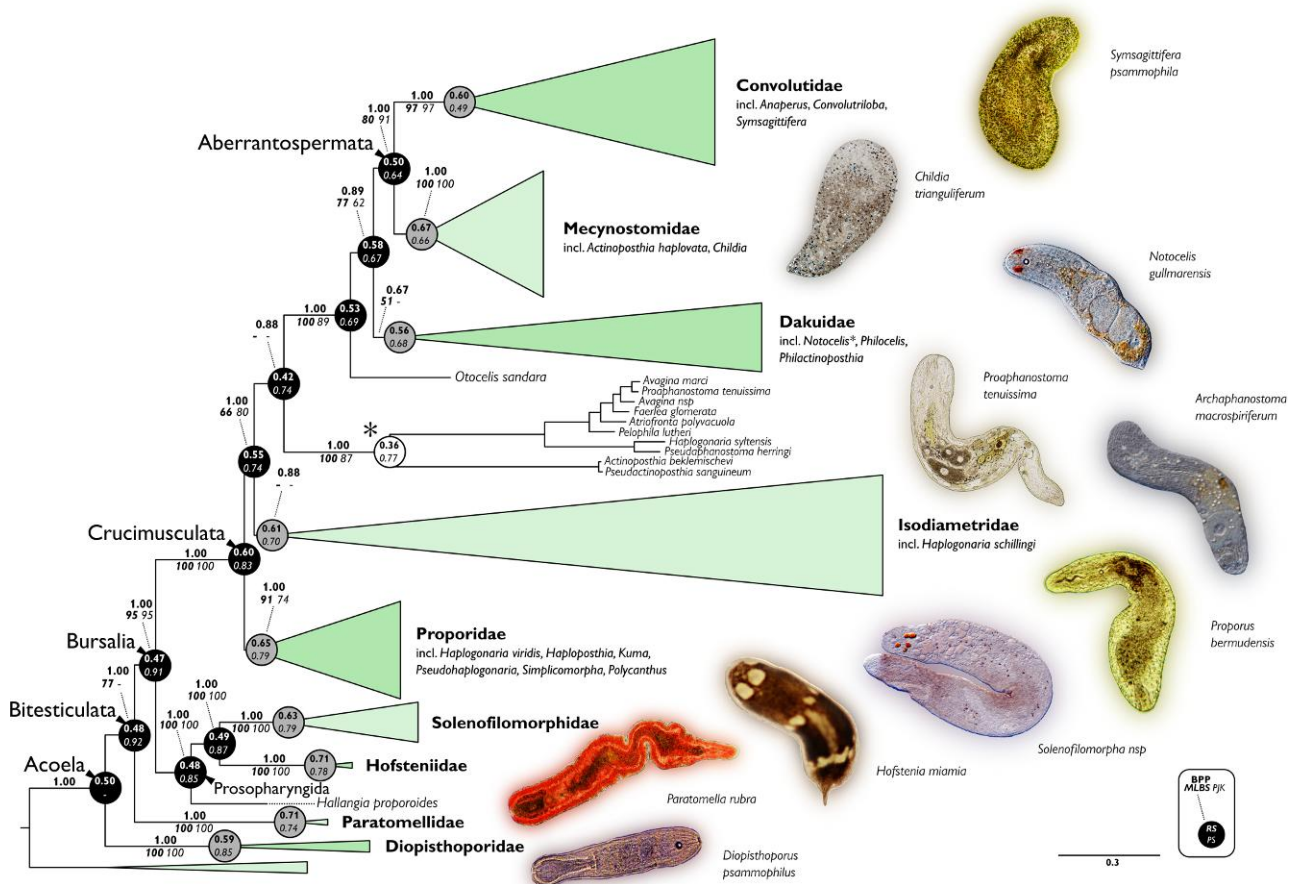 Symsagittifera
psammophila
1.00
97 97
0.60
0.49
Convolutidae
incl. Anaperus, Convolutriloba,
Symsagittifera
1.00
80 91
Aberrantospermata
0.50
0.64
1.00
100 100
Childia
trianguliferum
0.89
77 62
0.67
0.66
Mecynostomidae
incl. Actinoposthia haplovata, Childia
0.58
0.67
Notocelis
gullmarensis
0.67
51 -
1.00
100 89
0.53
0.69
0.56
0.68
Dakuidae
incl. Notocelis*, Philocelis,
Philactinoposthia
0.88
- -
Otocelis sandara
0.42
0.74
Avagina marci
Proaphanostoma tenuissima
Avagina nsp
Faerlea glomerata
Atriofronta polyvacuola
Pelophila lutheri
Haplogonaria syltensis
Pseudaphanostoma herringi
Actinoposthia beklemischevi
Pseudactinoposthia sanguineum
Proaphanostoma
tenuissima
Archaphanostoma
macrospiriferum
1.00
66 80
*
1.00
100 87
0.36
0.77
0.55
0.74
0.88
- -
0.61
0.70
Isodiametridae
incl. Haplogonaria schillingi
Crucimusculata
1.00
100 100
0.60
0.83
1.00
91 74
Proporus
bermudensis
1.00
95 95
0.65
0.79
Proporidae
incl. Haplogonaria viridis, Haploposthia, Kuma,
Pseudohaplogonaria, Simplicomorpha, Polycanthus
Bursalia
0.47
0.91
1.00
77 -
1.00
100 100
1.00
100 100
1.00
100 100
0.63
0.79
Solenofilomorphidae
Solenofilomorpha nsp
Bitesticulata
0.48
0.92
0.49
0.87
Acoela
1.00
0.50
-
0.48
0.85
Prosopharyngida
1.00
100 100
0.71
0.78
Hofsteniidae
Hofstenia miamia
Hallangia proporoides
Paratomella rubra
1.00
100 100
0.71
0.74
Paratomellidae
1.00
100 100
0.59
0.85
Diopisthoporidae
Diopisthoporus
psammophilus
0.3
BPP
MLBS PJK
RS
PS